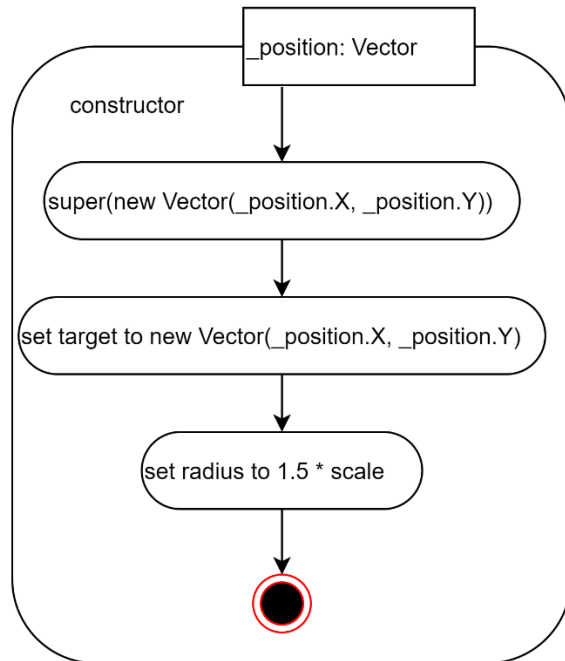 _position: Vector
constructor
super(new Vector(_position.X, _position.Y))
set target to new Vector(_position.X, _position.Y)
set radius to 1.5 * scale